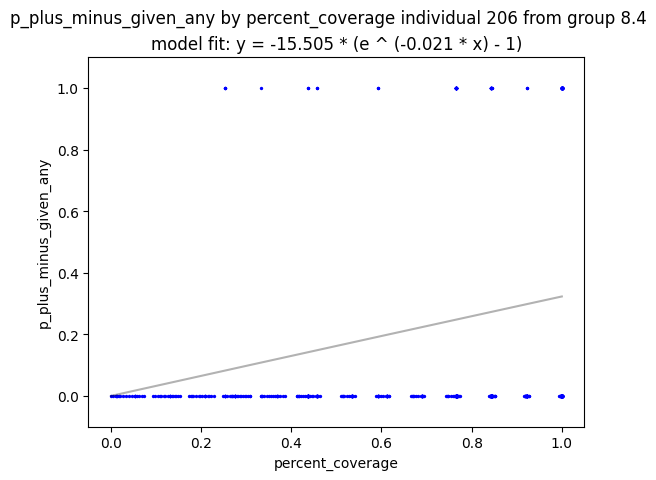 p_plus_minus_given_any by percent_coverage individual 206 from group 8.4
model fit: y = -15.505 * (e ^ (-0.021 * x) - 1)
1.0
0.8
0.6
0.4
0.2
0.0
p_plus_minus_given_any
0.0 0.2 0.4 0.6 0.8 1.0
percent_coverage